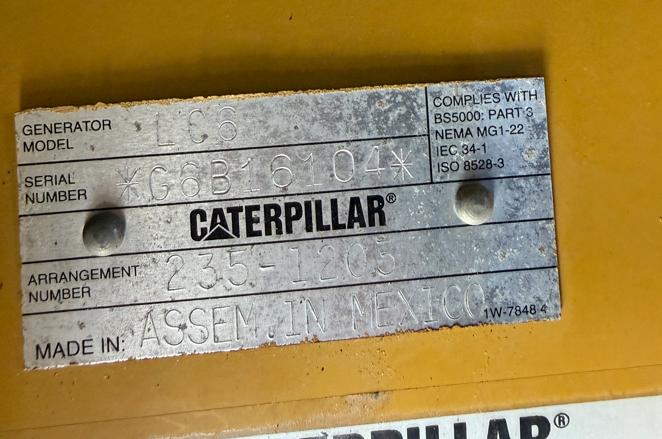 GENERATOR MODEL LC6
COMPLIES WITH
BS5000: PART 3
NEMA MG1-22
IEC 34-1
ISO 8528-3
SERIAL NUMBER *G6B16104*
CATERPILLAR®
ARRANGEMENT NUMBER 235-1205
MADE IN: ASSEM.IN MEXICO
1W-7848 4
CATERPILLAR®